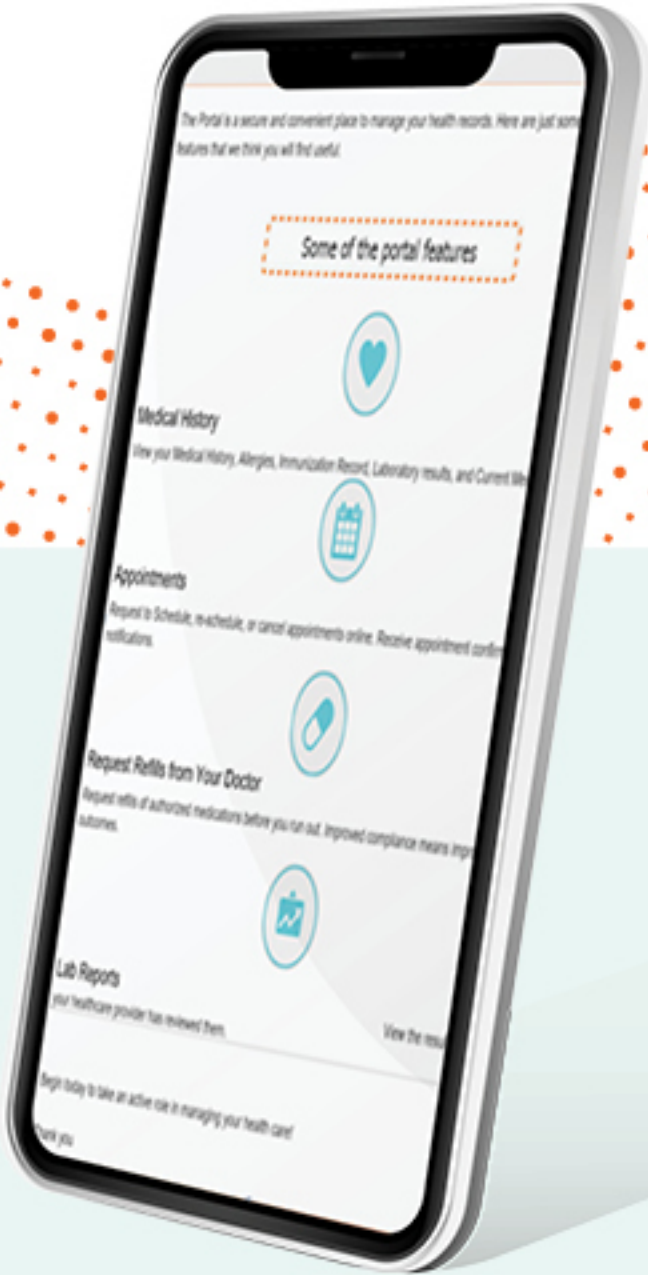 The Portal is a secure and convenient place to manage your health records. Here are just some
features that we think you will find useful.
Some of the portal features
Medical History
View your Medical History, Allergies, Immunization Record, Laboratory results, and Current Me
Appointments
Request to Schedule, re-schedule, or cancel appointments online. Receive appointment confirm
notifications.
Request Refills from Your Doctor
Request refills of authorized medications before you run out. Improved compliance means impr
outcomes.
Lab Reports
your healthcare provider has reviewed them. View the resu
Begin today to take an active role in managing your health care!
Thank you